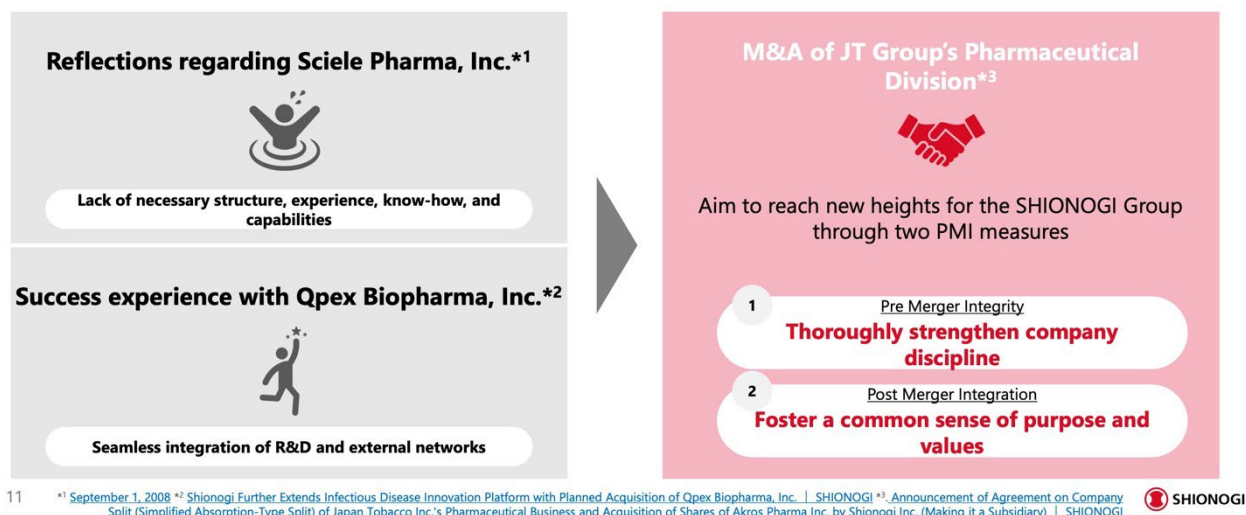 Reflections regarding Sciele Pharma, Inc.*1
Lack of necessary structure, experience, know-how, and
capabilities
Success experience with Qpex Biopharma, Inc.*2
Seamless integration of R&D and external networks
M&A of JT Group's Pharmaceutical
Division*3
Aim to reach new heights for the SHIONOGI Group
through two PMI measures
1
Pre Merger Integrity
Thoroughly strengthen company
discipline
2
Post Merger Integration
Foster a common sense of purpose and
values
11
*1 September 1, 2008 *2 Shionogi Further Extends Infectious Disease Innovation Platform with Planned Acquisition of Qpex Biopharma, Inc. | SHIONOGI *3. Announcement of Agreement on Company
Split (Simplified Absorption-Type Split) of Japan Tobacco Inc.'s Pharmaceutical Business and Acquisition of Shares of Akros Pharma Inc. by Shionogi Inc. (Making it a Subsidiary) | SHIONOGI
SHIONOGI